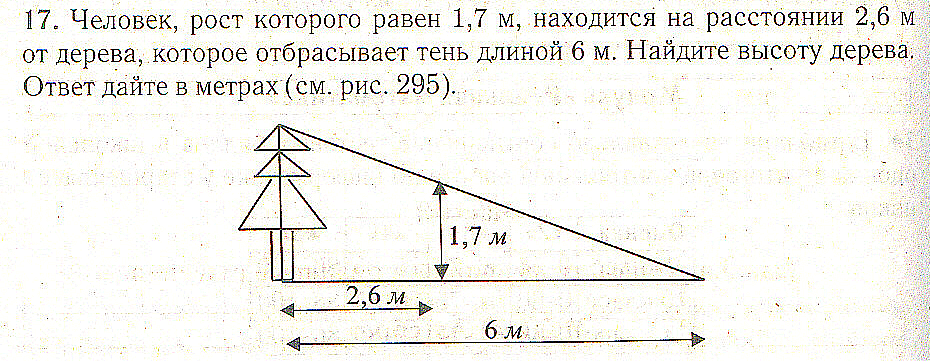 17. Человек, рост которого равен 1,7 м, находится на расстоянии 2,6 м
от дерева, которое отбрасывает тень длиной 6 м. Найдите высоту дерева.
Ответ дайте в метрах (см. рис. 295).
1,7 м
2,6 м
6 м